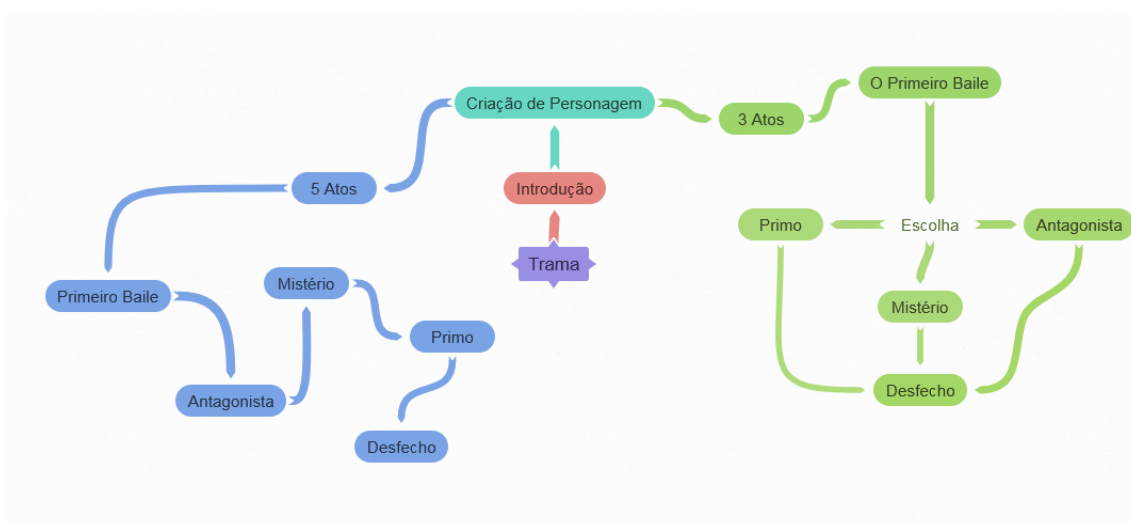 O Primeiro Baile
Criação de Personagem
3 Atos
5 Atos
Introdução
Primo
Escolha
Antagonista
Trama
Mistério
Primeiro Baile
Mistério
Primo
Desfecho
Antagonista
Desfecho